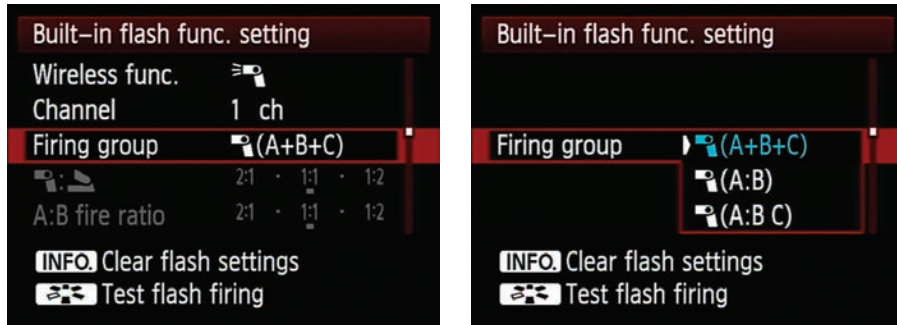 Built-in flash func. setting
Wireless func.
Channel 1 ch
Firing group (A+B+C)
: 2:1 · 1:1 · 1:2
A:B fire ratio 2:1 · 1:1 · 1:2
INFO. Clear flash settings
Test flash firing
Built-in flash func. setting
Firing group (A+B+C)
(A:B)
(A:B C)
INFO. Clear flash settings
Test flash firing